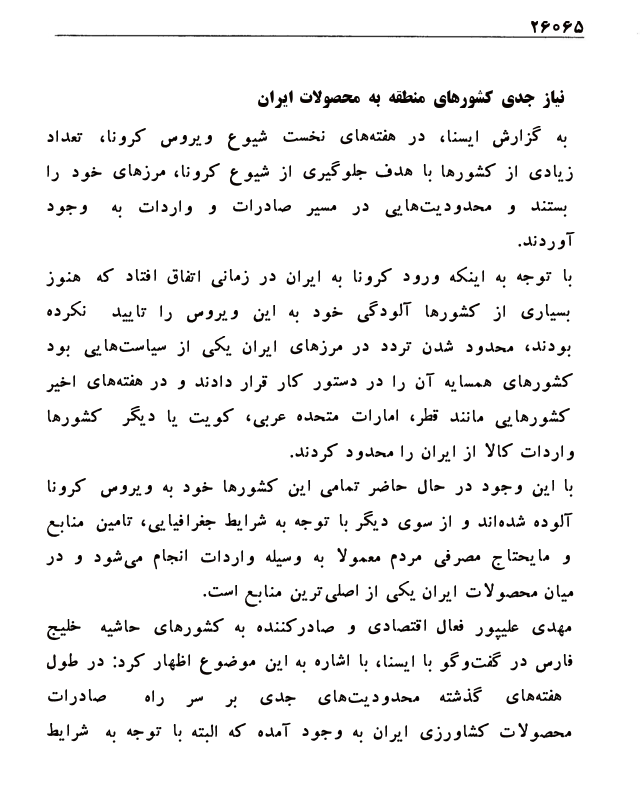 ۲۶۰۶۵
نیاز جدی کشورهای منطقه به محصولات ایران
به گزارش ایسنا، در هفته‌های نخست شیوع ویروس کرونا، تعداد
زیادی از کشورها با هدف جلوگیری از شیوع کرونا، مرزهای خود را
بستند و محدودیت‌هایی در مسیر صادرات و واردات به وجود
آوردند.
با توجه به اینکه ورود کرونا به ایران در زمانی اتفاق افتاد که هنوز
بسیاری از کشورها آلودگی خود به این ویروس را تایید نکرده
بودند، محدود شدن تردد در مرزهای ایران یکی از سیاست‌هایی بود
کشورهای همسایه آن را در دستور کار قرار دادند و در هفته‌های اخیر
کشورهایی مانند قطر، امارات متحده عربی، کویت یا دیگر کشورها
واردات کالا از ایران را محدود کردند.
با این وجود در حال حاضر تمامی این کشورها خود به ویروس کرونا
آلوده شده‌اند و از سوی دیگر با توجه به شرایط جغرافیایی، تامین منابع
و مایحتاج مصرفی مردم معمولا به وسیله واردات انجام می‌شود و در
میان محصولات ایران یکی از اصلی‌ترین منابع است.
مهدی علیپور فعال اقتصادی و صادرکننده به کشورهای حاشیه خلیج
فارس در گفت‌وگو با ایسنا، با اشاره به این موضوع اظهار کرد: در طول
هفته‌های گذشته محدودیت‌های جدی بر سر راه صادرات
محصولات کشاورزی ایران به وجود آمده که البته با توجه به شرایط